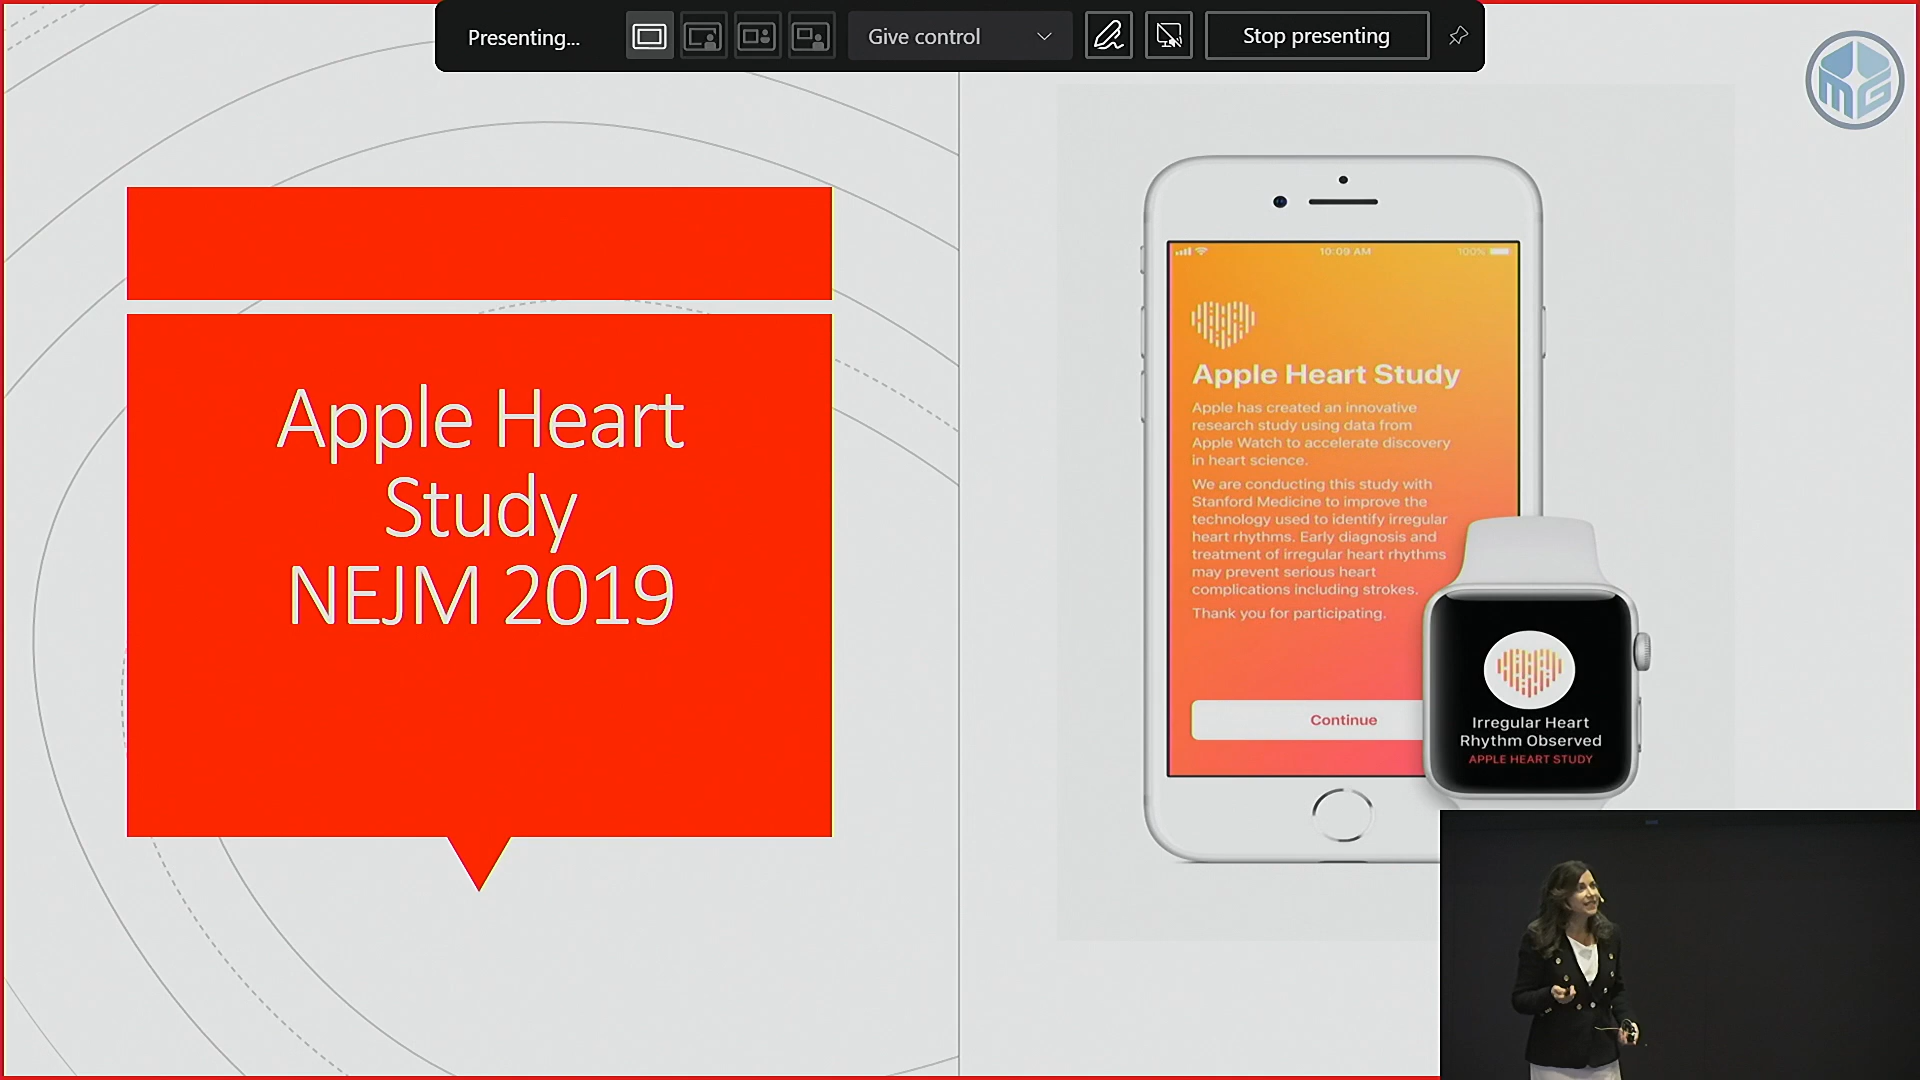 Presenting...
Give control
Stop presenting
MG
Apple Heart
Study
NEJM 2019
10:09 AM
100%
Apple Heart Study
Apple has created an innovative
research study using data from
Apple Watch to accelerate discovery
in heart science.
We are conducting this study with
Stanford Medicine to improve the
technology used to identify irregular
heart rhythms. Early diagnosis and
treatment of irregular heart rhythms
may prevent serious heart
complications including strokes.
Thank you for participating.
Continue
Irregular Heart
Rhythm Observed
APPLE HEART STUDY